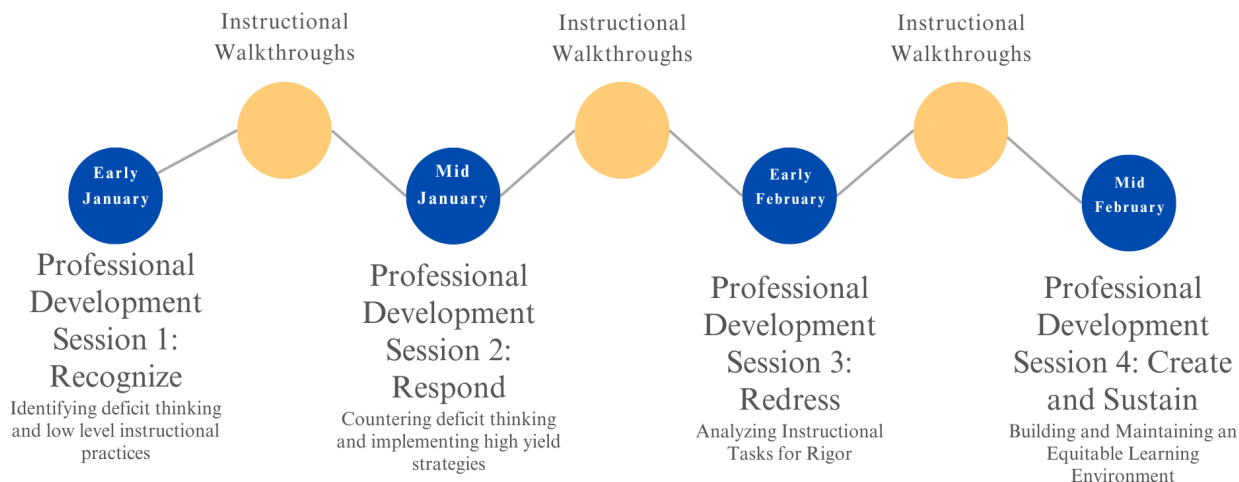 Instructional
Walkthroughs
Instructional
Walkthroughs
Instructional
Walkthroughs
Early
January
Mid
January
Early
February
Mid
February
Professional
Development
Session 1:
Recognize
Identifying deficit thinking
and low level instructional
practices
Professional
Development
Session 2:
Respond
Countering deficit thinking
and implementing high yield
strategies
Professional
Development
Session 3:
Redress
Analyzing Instructional
Tasks for Rigor
Professional
Development
Session 4: Create
and Sustain
Building and Maintaining an
Equitable Learning
Environment